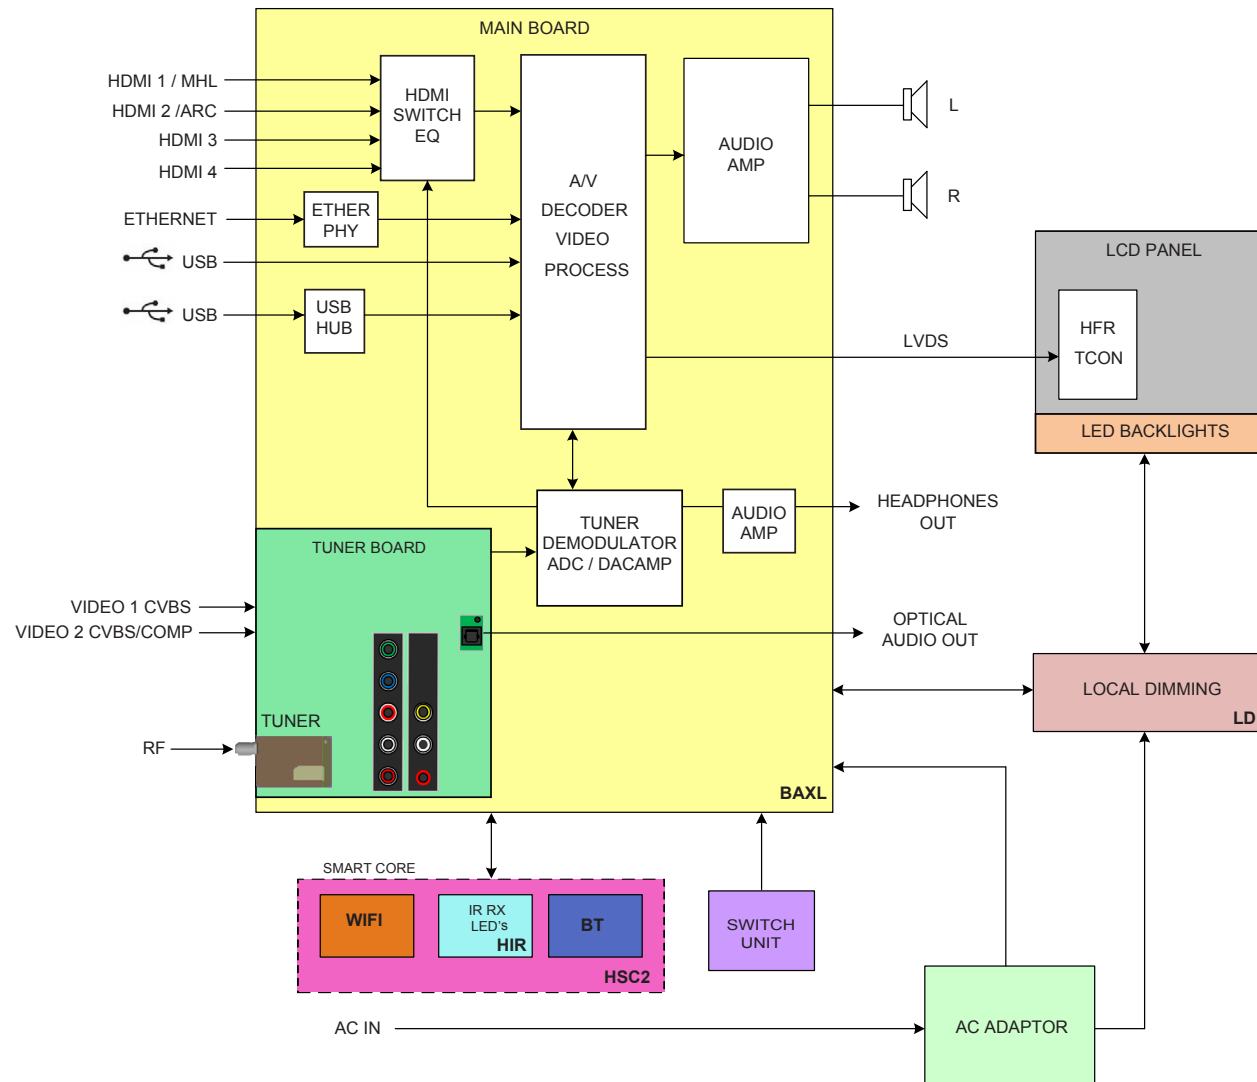 MAIN BOARD
HDMI 1 / MHL
HDMI 2 /ARC
HDMI 3
HDMI 4
HDMI
SWITCH
EQ
ETHERNET
ETHER
PHY
USB
USB
USB
HUB
A/V
DECODER
VIDEO
PROCESS
AUDIO
AMP
L
R
LCD PANEL
HFR
TCON
LVDS
LED BACKLIGHTS
TUNER
DEMODULATOR
ADC / DACAMP
AUDIO
AMP
HEADPHONES
OUT
TUNER BOARD
VIDEO 1 CVBS
VIDEO 2 CVBS/COMP
OPTICAL
AUDIO OUT
TUNER
RF
LOCAL DIMMING
LD
BAXL
SMART CORE
WIFI
IR RX
LED's
HIR
BT
HSC2
SWITCH
UNIT
AC IN
AC ADAPTOR